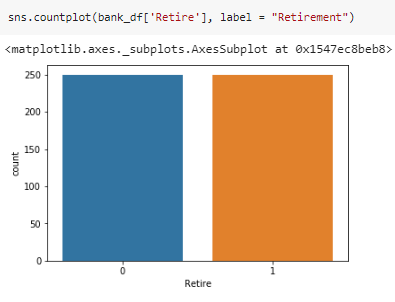 sns.countplot(bank_df['Retire'], label = "Retirement")
<matplotlib.axes._subplots.AxesSubplot at 0x1547ec8beb8>
250
200
150
100
50
0
count
0 1
Retire